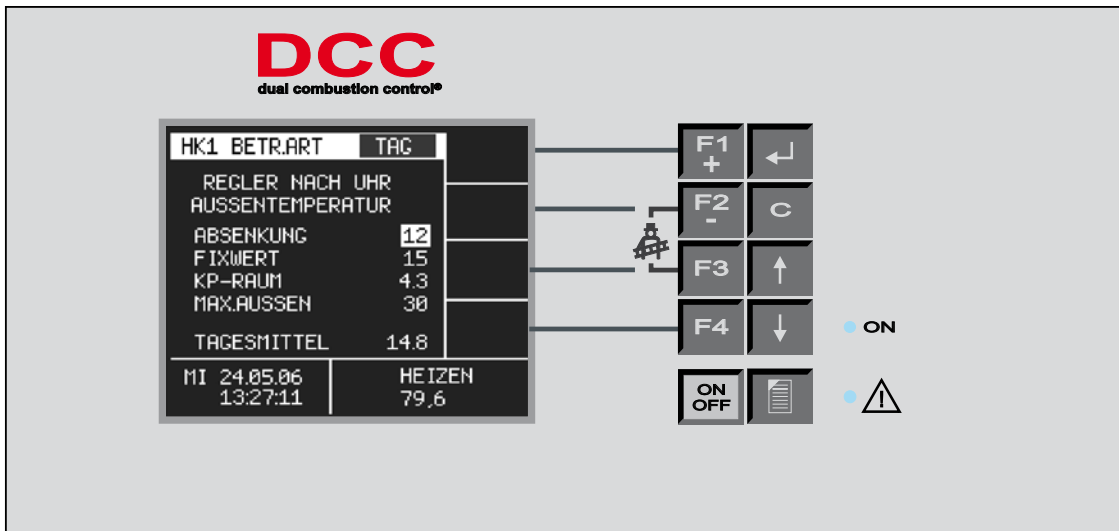 DCC
dual combustion control®
HK1 BETR.ART TAG
REGLER NACH UHR
AUSSENTEMPERATUR
ABSENKUNG 12
FIXWERT 15
KP-RAUM 4.3
MAX.AUSSEN 30
TAGESMITTEL 14.8
MI 24.05.06 HEIZEN
13:27:11 79,6
F1
+
F2
-
C
F3
F4
ON
ON
OFF